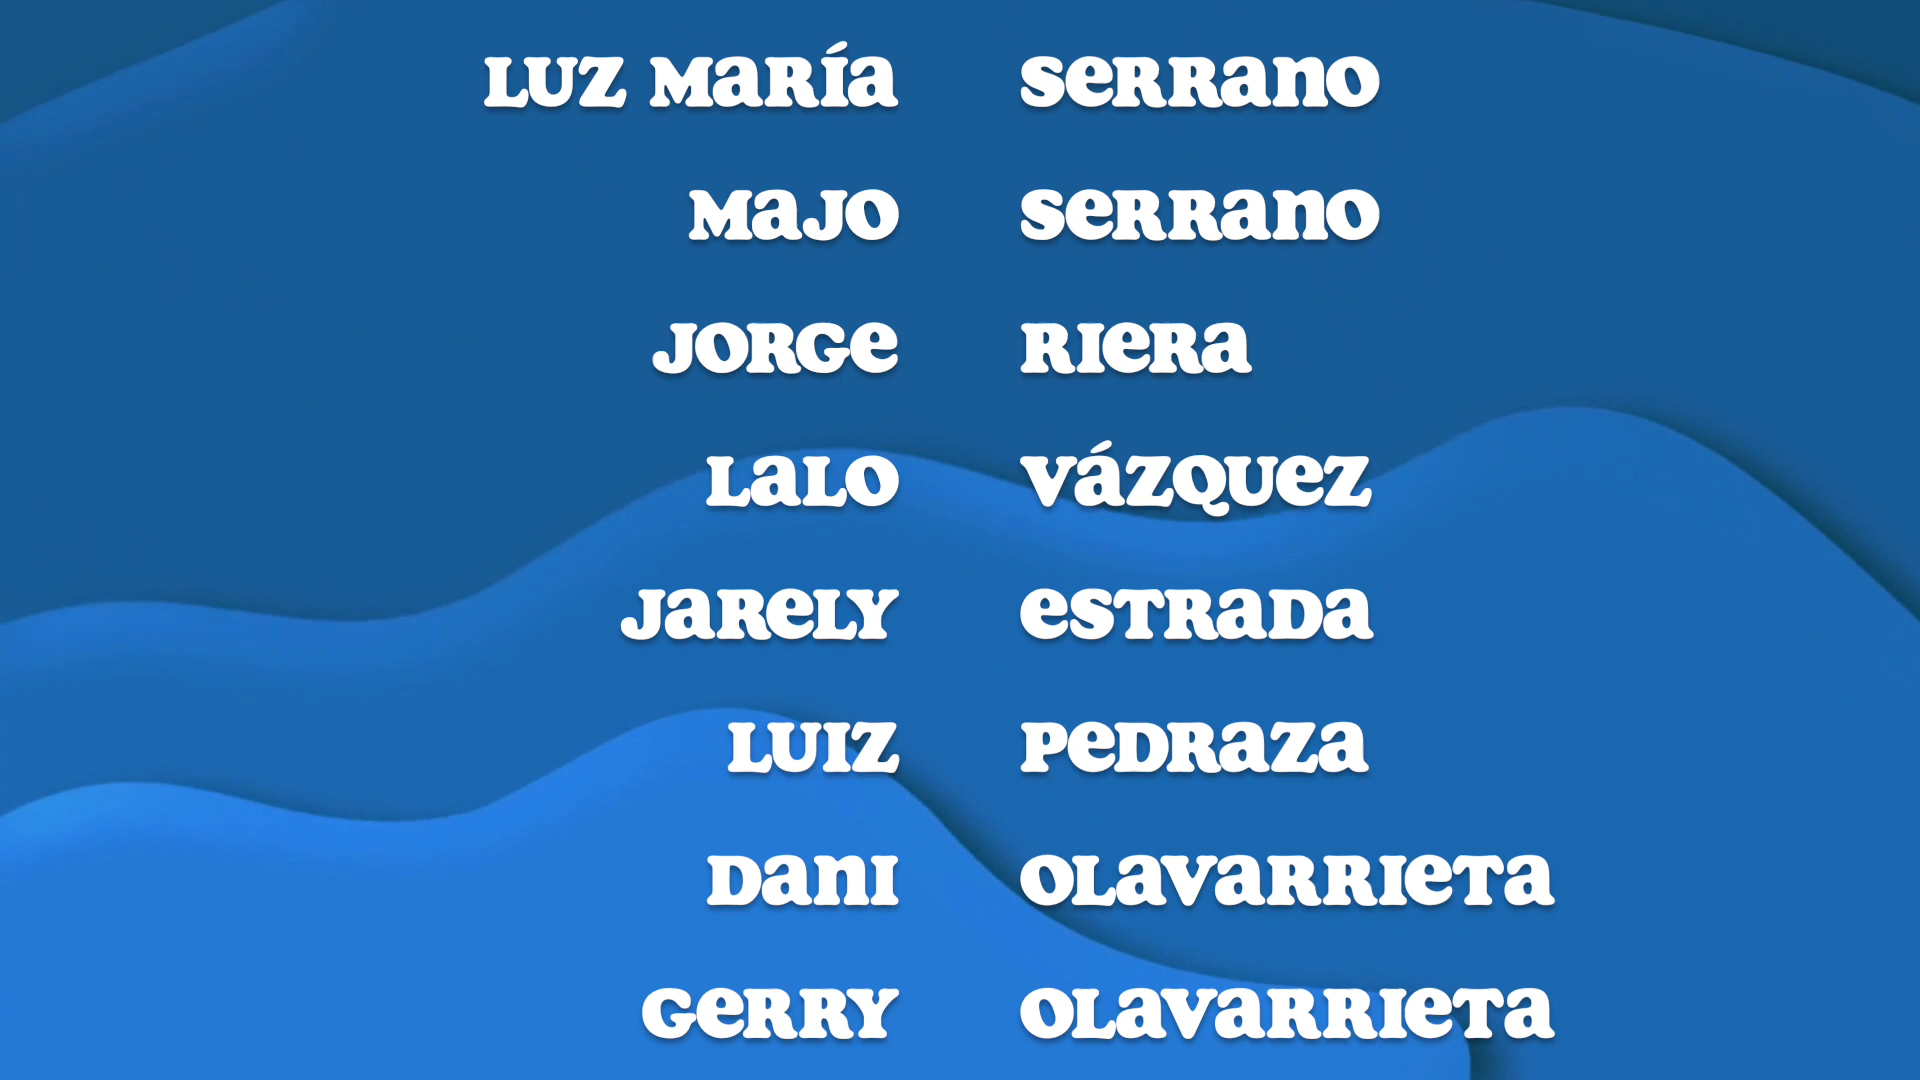 LUZ MARÍA SERRANO
MAJO SERRANO
JORGE RIERA
LALO VÁZQUEZ
JARELY ESTRADA
LUIZ PEDRAZA
DANI OLAVARRIETA
GERRY OLAVARRIETA